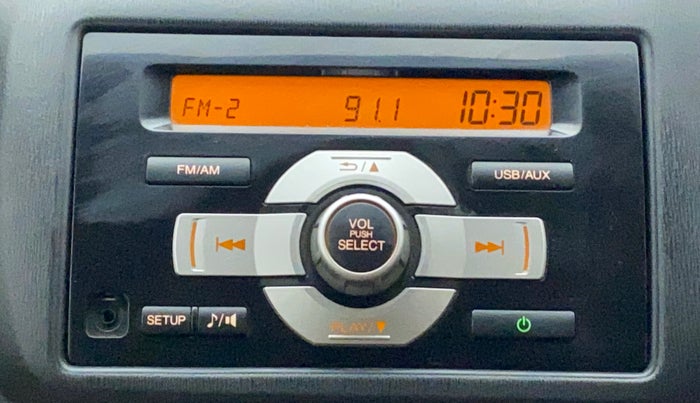 FM-2 91.1 10:30
FM/AM
USB/AUX
VOL
PUSH
SELECT
SETUP
PLAY/